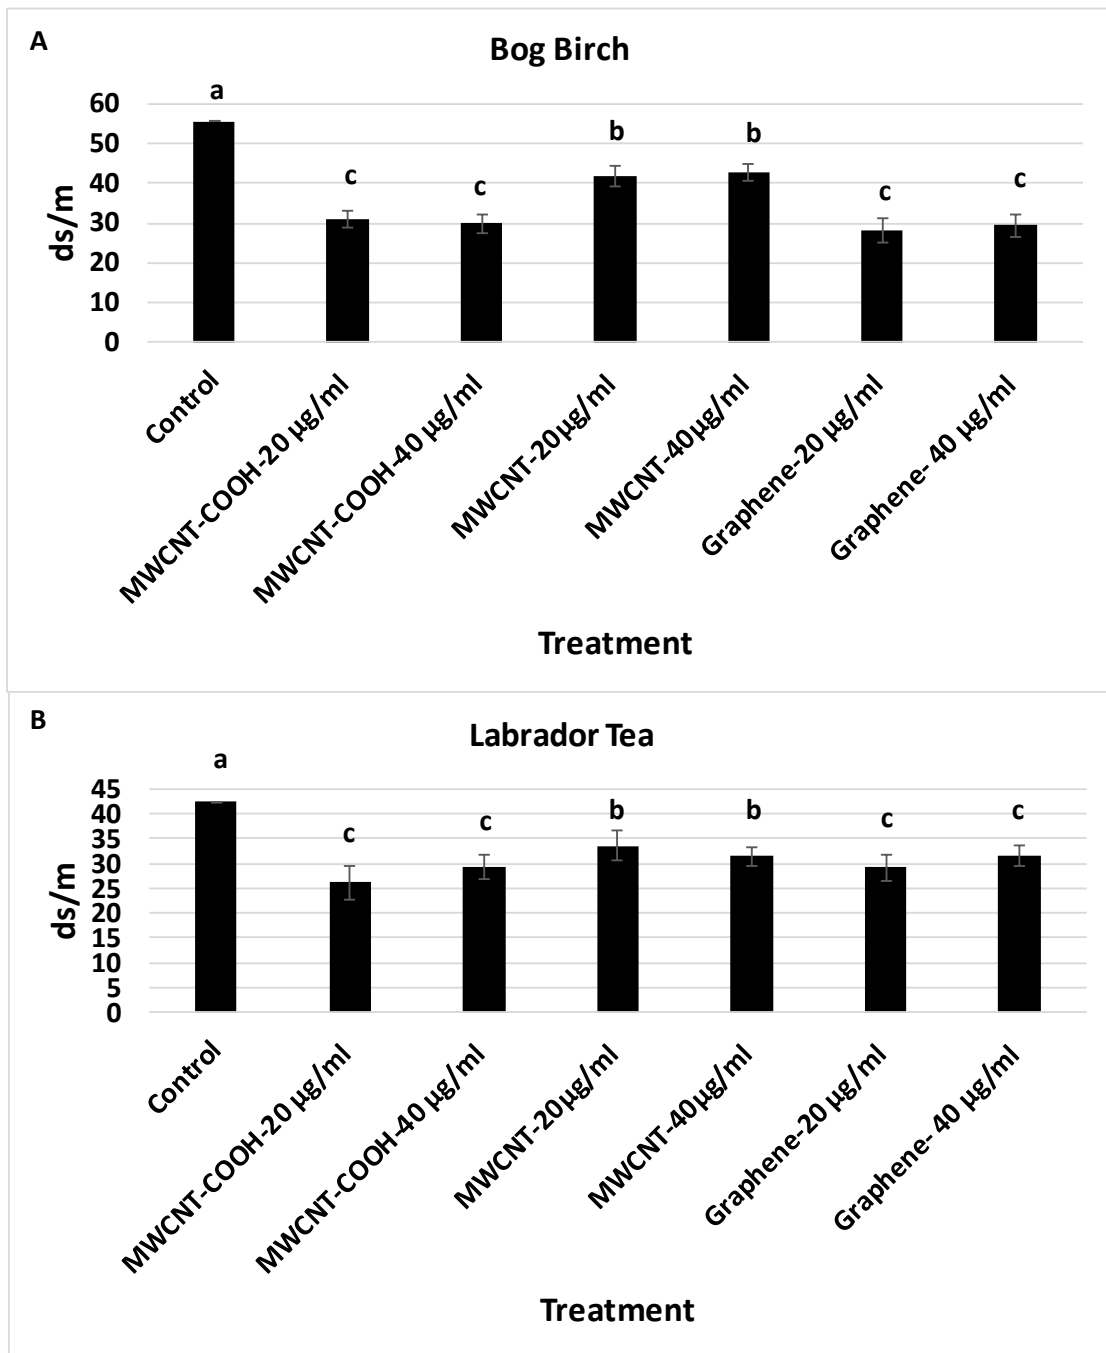 A
Bog Birch
a
60
50
40
30
20
10
0
c
c
b
b
c
c
ds/m
Control
MWCNT-COOH-20 µg/ml
MWCNT-COOH-40 µg/ml
MWCNT-20µg/ml
MWCNT-40µg/ml
Graphene-20 µg/ml
Graphene- 40 µg/ml
Treatment
B
Labrador Tea
a
45
40
35
30
25
20
15
10
5
0
c
c
b
b
c
c
ds/m
Control
MWCNT-COOH-20 µg/ml
MWCNT-COOH-40 µg/ml
MWCNT-20µg/ml
MWCNT-40µg/ml
Graphene-20 µg/ml
Graphene- 40 µg/ml
Treatment